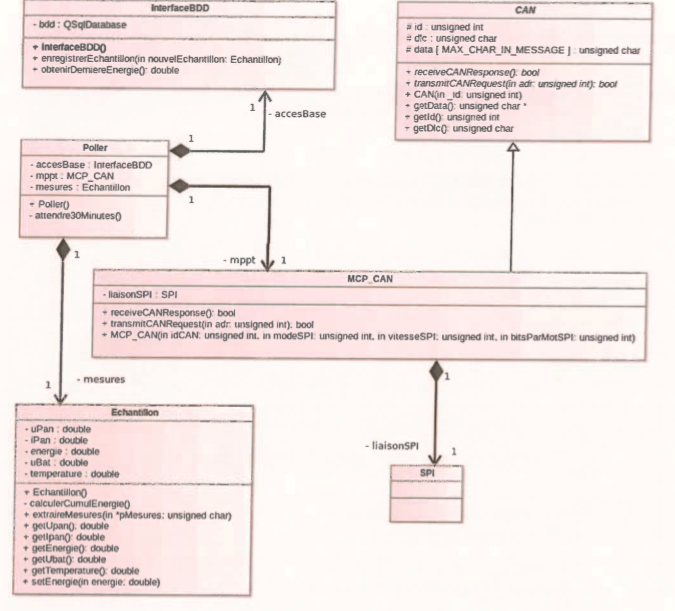 InterfaceBDD
- bdd : QSqlDatabase
+ InterfaceBDD()
+ enregistrerEchantillon(in nouvelEchantillon: Echantillon)
+ obtenirDerniereEnergie(): double
CAN
# id : unsigned int
# dlc : unsigned char
# data [ MAX_CHAR_IN_MESSAGE ] : unsigned char
+ receiveCANResponse(): bool
+ transmitCANRequest(in adr: unsigned int): bool
+ CAN(in _id: unsigned int)
+ getData(): unsigned char *
+ getId(): unsigned int
+ getDlc(): unsigned char
1
- accesBase
1
Poller
- accesBase : InterfaceBDD
- mppt : MCP_CAN
- mesures : Echantillon
+ Poller()
- attendre30Minutes()
1
1
- mppt
1
MCP_CAN
- liaisonSPI : SPI
+ receiveCANResponse(): bool
+ transmitCANRequest(in adr: unsigned int): bool
+ MCP_CAN(in idCAN: unsigned int, in modeSPI: unsigned int, in vitesseSPI: unsigned int, in bitsParMotSPI: unsigned int)
1
1
- mesures
Echantillon
- uPan : double
- iPan : double
- energie : double
- uBat : double
- temperature : double
+ Echantillon()
- calculerCumulEnergie()
+ extraireMesures(in *pMesures: unsigned char)
+ getUpan(): double
+ getIpan(): double
+ getEnergie(): double
+ getUbat(): double
+ getTemperature(): double
+ setEnergie(in energie: double)
- liaisonSPI
1
SPI